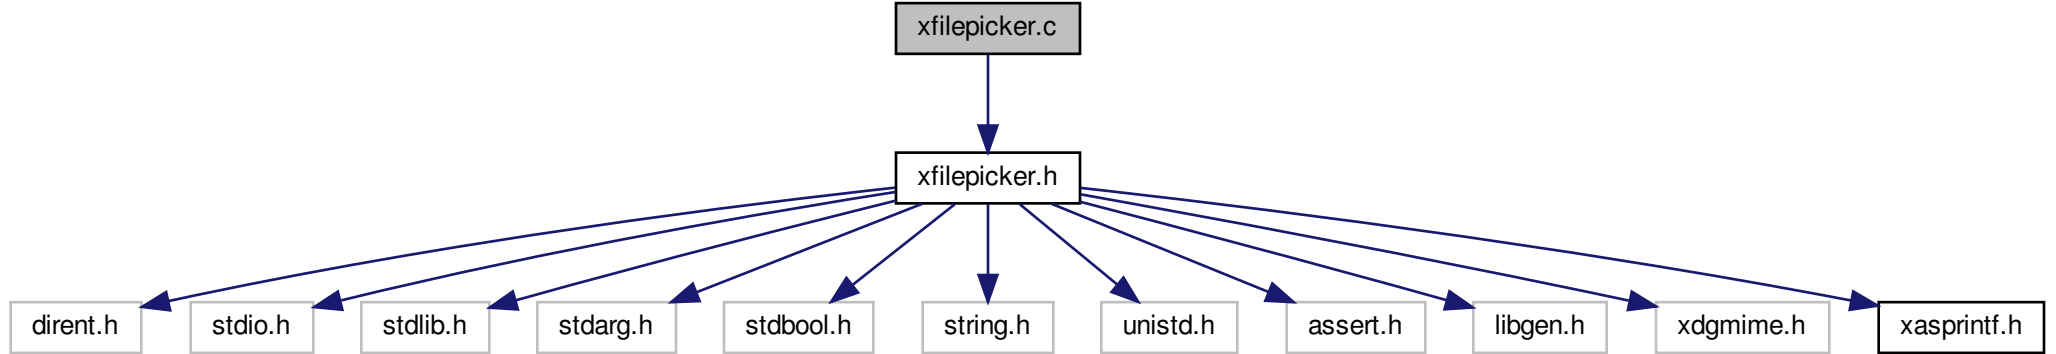 xfilepicker.c
xfilepicker.h
dirent.h
stdio.h
stdlib.h
stdarg.h
stdbool.h
string.h
unistd.h
assert.h
libgen.h
xdgmime.h
xasprintf.h